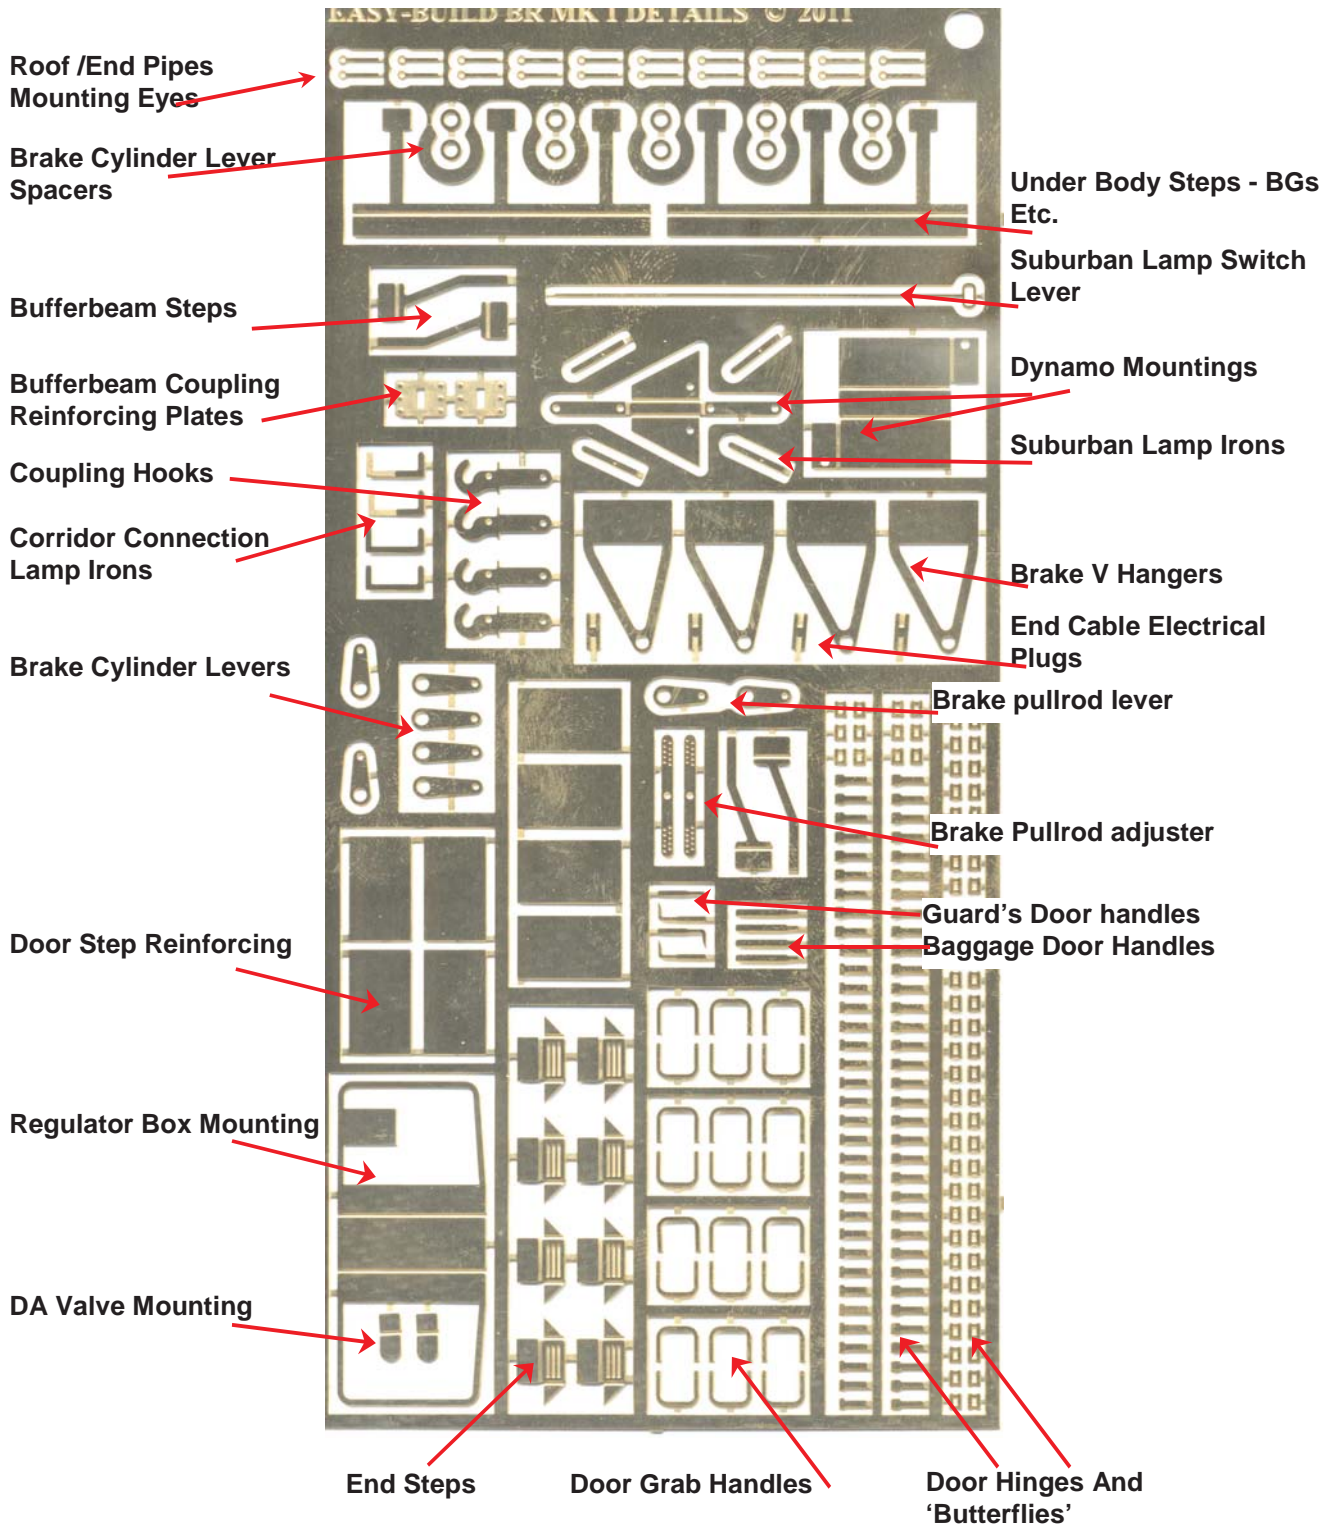 EASY-BUILD BR MK 1 DETAILS © 2011
Roof /End Pipes
Mounting Eyes
Brake Cylinder Lever
Spacers
Under Body Steps - BGs
Etc.
Suburban Lamp Switch
Lever
Bufferbeam Steps
Dynamo Mountings
Bufferbeam Coupling
Reinforcing Plates
Suburban Lamp Irons
Coupling Hooks
Corridor Connection
Lamp Irons
Brake V Hangers
End Cable Electrical
Plugs
Brake Cylinder Levers
Brake pullrod lever
Brake Pullrod adjuster
Guard’s Door handles
Baggage Door Handles
Door Step Reinforcing
Regulator Box Mounting
DA Valve Mounting
End Steps
Door Grab Handles
Door Hinges And
‘Butterflies’